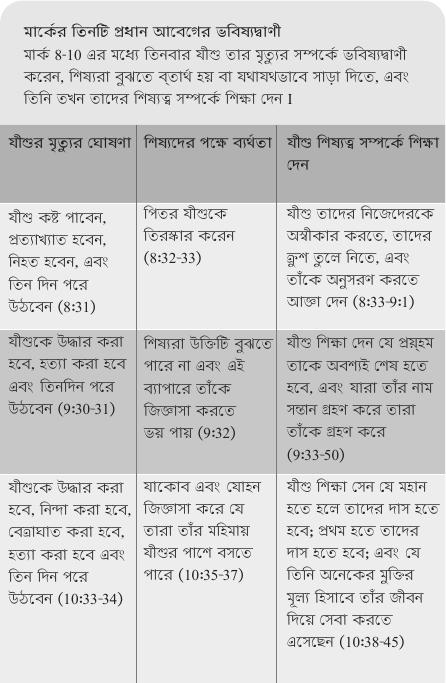 মার্কের তিনটি প্রধান আবেগের ভবিষ্যদ্বাণী
মার্ক 8-10 এর মধ্যে তিনবার যীশু তার মৃত্যুর সম্পর্কে ভবিষ্যদ্বাণী
করেন, শিষ্যরা বুঝতে ব্তার্থ হয় বা যথাযথভাবে সাড়া দিতে, এবং
তিনি তখন তাদের শিষ্যত্ব সম্পর্কে শিক্ষা দেন I
যীশুর মৃত্যুর ঘোষণা
শিষ্যদের পক্ষে ব্যর্থতা
যীশু শিষ্যত্ব সম্পর্কে শিক্ষা
দেন
যীশু কষ্ট পাবেন,
প্রত্যাখ্যাত হবেন,
নিহত হবেন, এবং
তিন দিন পরে
উঠবেন (8:31)
পিতর যীশুকে
তিরস্কার করেন
(8:32-33)
যীশু তাদের নিজেদেরকে
অস্বীকার করতে, তাদের
ক্রুশ তুলে নিতে, এবং
তাঁকে অনুসরণ করতে
আজ্ঞা দেন (8:33-9:1)
যীশুকে উদ্ধার করা
হবে, হত্যা করা হবে
এবং তিনদিন পরে
উঠবেন (9:30-31)
শিষ্যরা উক্তিটি বুঝতে
পারে না এবং এই
ব্যাপারে তাঁকে
জিজ্ঞাসা করতে
ভয় পায় (9:32)
যীশু শিক্ষা দেন যে প্রয়্হম
তাকে অবশ্যই শেষ হতে
হবে, এবং যারা তাঁর নাম
সন্তান গ্রহণ করে তারা
তাঁকে গ্রহণ করে
(9:33-50)
যীশুকে উদ্ধার করা
হবে, নিন্দা করা হবে,
বেত্রাঘাত করা হবে,
হত্যা করা হবে এবং
তিন দিন পরে
উঠবেন (10:33-34)
যাকোব এবং যোহন
জিজ্ঞাসা করে যে
তারা তাঁর মহিমায়
যীশুর পাশে বসতে
পারে (10:35-37)
যীশু শিক্ষা সেন যে মহান
হতে হলে তাদের দাস হতে
হবে; প্রথম হতে তাদের
দাস হতে হবে; এবং যে
তিনি অনেকের মুক্তির
মূল্য হিসাবে তাঁর জীবন
দিয়ে সেবা করতে
এসেছেন (10:38-45)